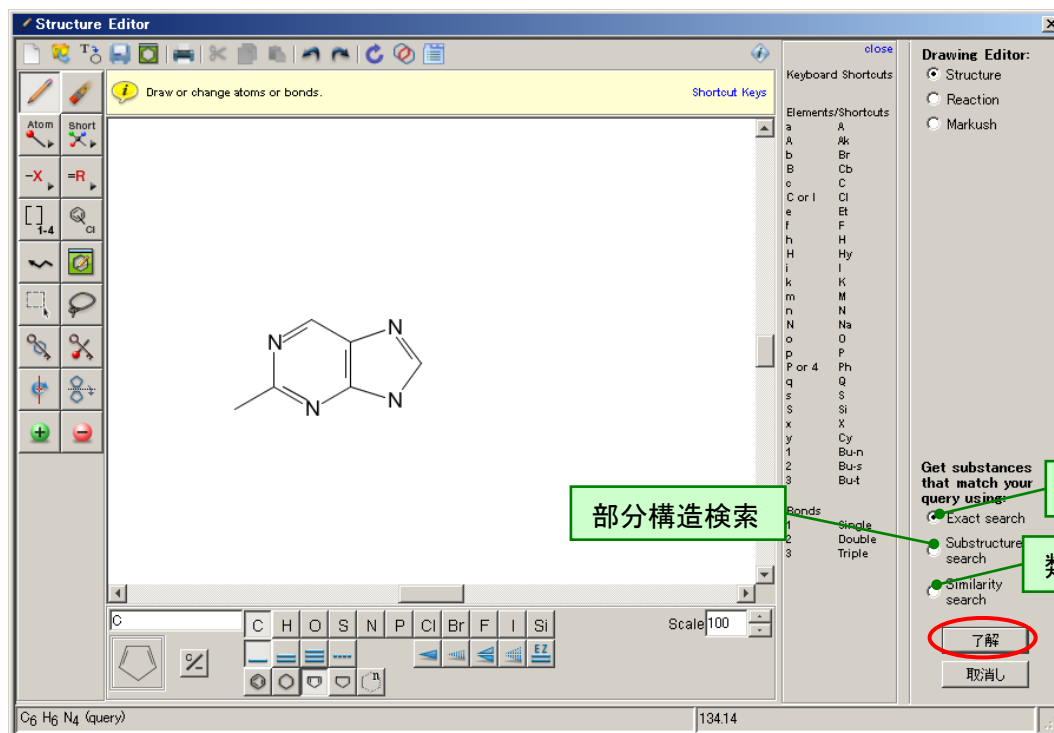 Structure Editor
Draw or change atoms or bonds.
Shortcut Keys
Atom
Short
-X
=R
[ ]
1-4
Cl
N
N
N
N
部分構造検索
C
C H O S N P Cl Br F I Si
Scale 100
EZ
n
C6 H6 N4 (query)
134.14
close
Keyboard Shortcuts
Elements/Shortcuts
a A
A Ak
b Br
B Cb
c C
C or l Cl
e Et
f F
h H
H Hy
i I
k K
m M
n N
N Na
o O
p P
P or 4 Ph
q Q
s S
S Si
x X
y Cy
1 Bu-n
2 Bu-s
3 Bu-t
Bonds
1 Single
2 Double
3 Triple
Drawing Editor:
Structure
Reaction
Markush
Get substances
that match your
query using:
Exact search
Substructure
search
Similarity
search
了解
取消し